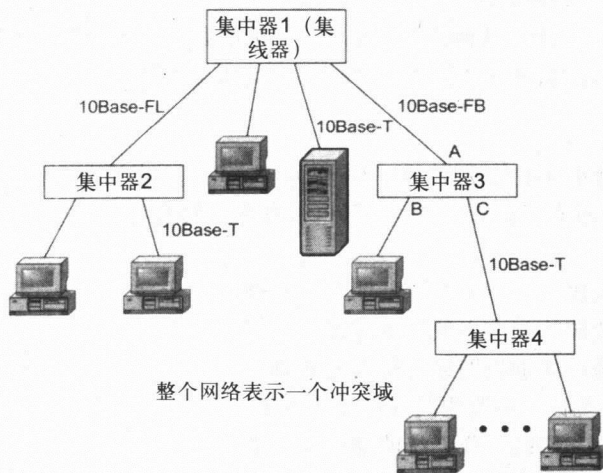 集中器1（集
线器）
10Base-FL
10Base-T
10Base-FB
A
集中器2
集中器3
B
C
10Base-T
10Base-T
集中器4
整个网络表示一个冲突域